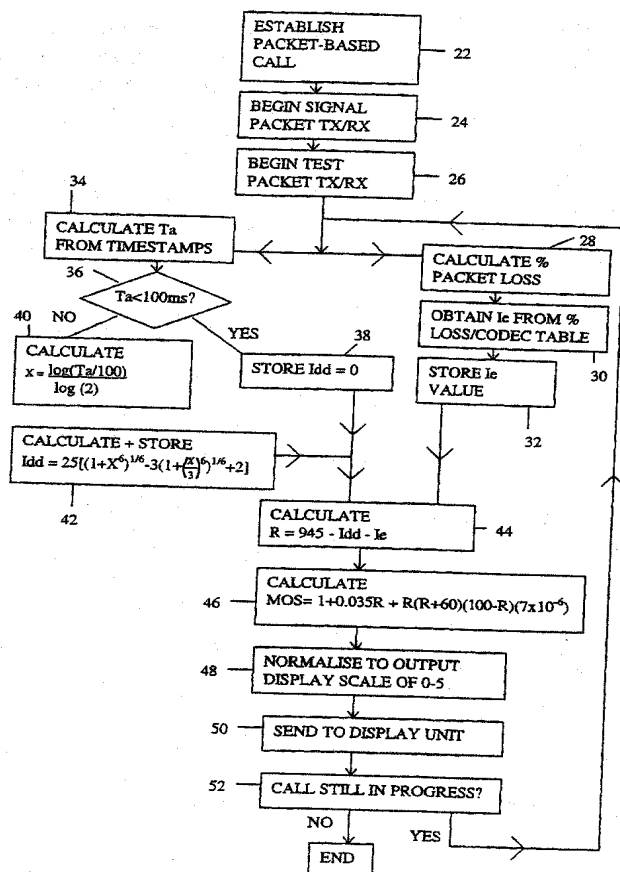 ESTABLISH
PACKET-BASED
CALL
22
BEGIN SIGNAL
PACKET TX/RX
24
BEGIN TEST
PACKET TX/RX
26
34
CALCULATE Ta
FROM TIMESTAMPS
28
CALCULATE %
PACKET LOSS
36
Ta<100ms?
NO
YES
40
CALCULATE
x = log(Ta/100)
log (2)
38
STORE Idd = 0
OBTAIN Ie FROM %
LOSS/CODEC TABLE
30
STORE Ie
VALUE
32
CALCULATE + STORE
Idd = 25[(1+X⁶)^1/6-3(1+(X/3)⁶)^1/6+2]
42
CALCULATE
R = 945 - Idd - Ie
44
CALCULATE
MOS= 1+0.035R + R(R+60)(100-R)(7x10⁻⁶)
46
NORMALISE TO OUTPUT
DISPLAY SCALE OF 0-5
48
SEND TO DISPLAY UNIT
50
CALL STILL IN PROGRESS?
52
NO
YES
END